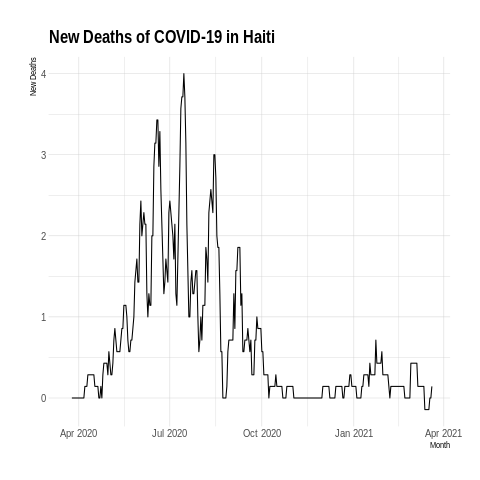 New Deaths of COVID-19 in Haiti
New Deaths
4
3
2
1
0
Apr 2020
Jul 2020
Oct 2020
Jan 2021
Apr 2021
Month